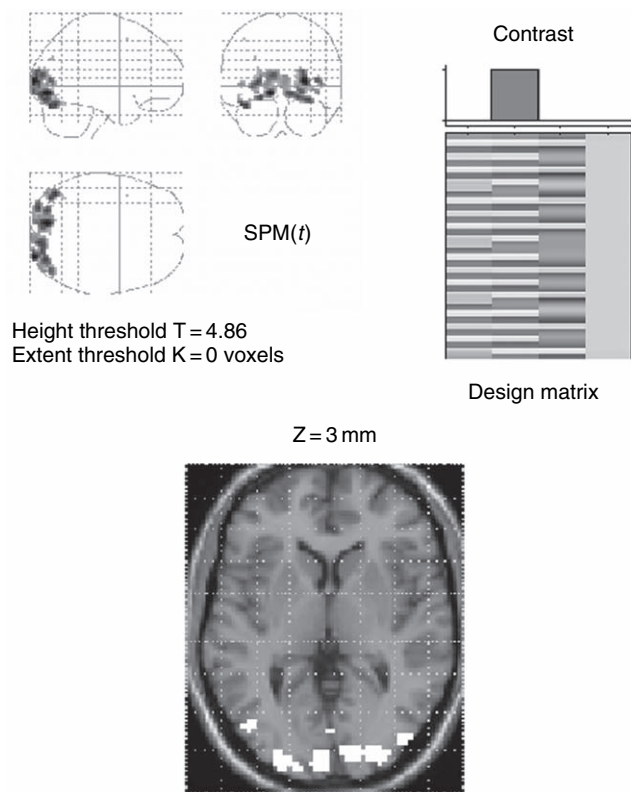 Contrast
SPM(t)
Height threshold T = 4.86
Extent threshold K = 0 voxels
Design matrix
Z = 3 mm